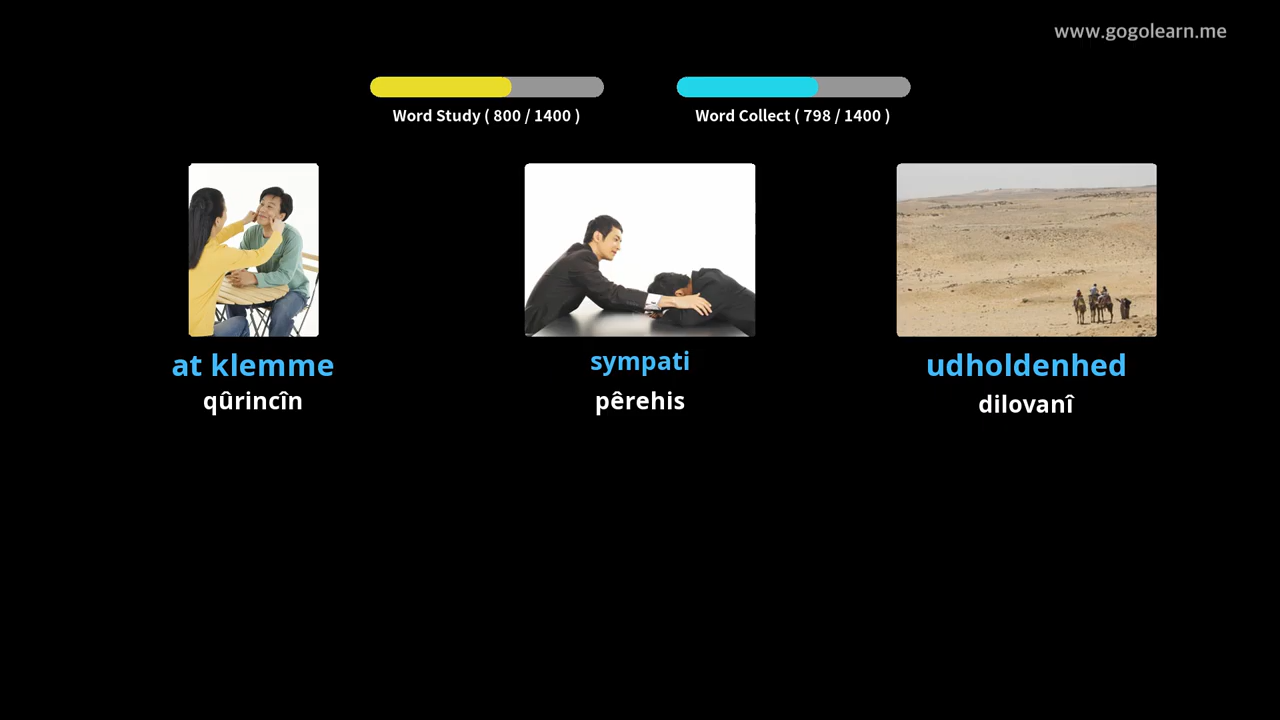 www.gogolearn.me
Word Study ( 800 / 1400 )
Word Collect ( 798 / 1400 )
at klemme
qûrincîn
sympati
pêrehis
udholdenhed
dilovanî